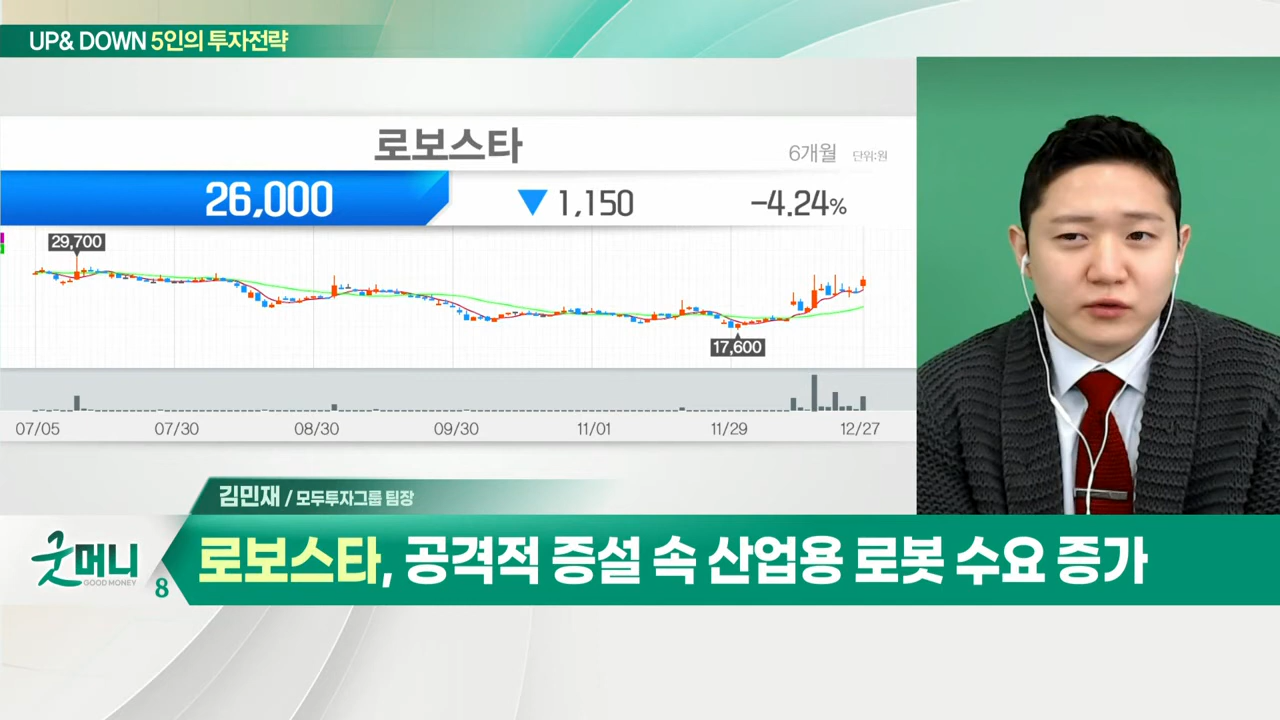 UP& DOWN 5인의 투자전략
로보스타
6개월 단위:원
26,000 ▼ 1,150 -4.24%
29,700
17,600
07/05 07/30 08/30 09/30 11/01 11/29 12/27
김민재 / 모두투자그룹 팀장
굿머니
GOOD MONEY
8
로보스타, 공격적 증설 속 산업용 로봇 수요 증가